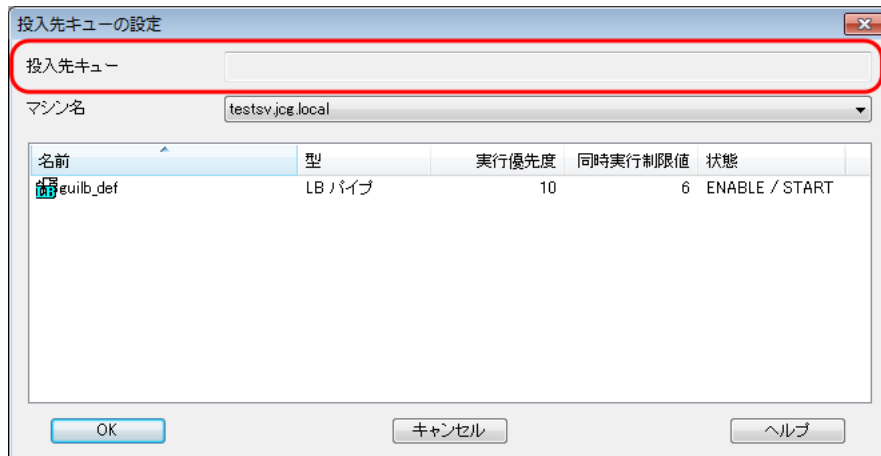 投入先キューの設定
投入先キュー
マシン名 testsv.jcg.local
名前 型 実行優先度 同時実行制限値 状態
guilb_def LB パイプ 10 6 ENABLE / START
OK キャンセル ヘルプ